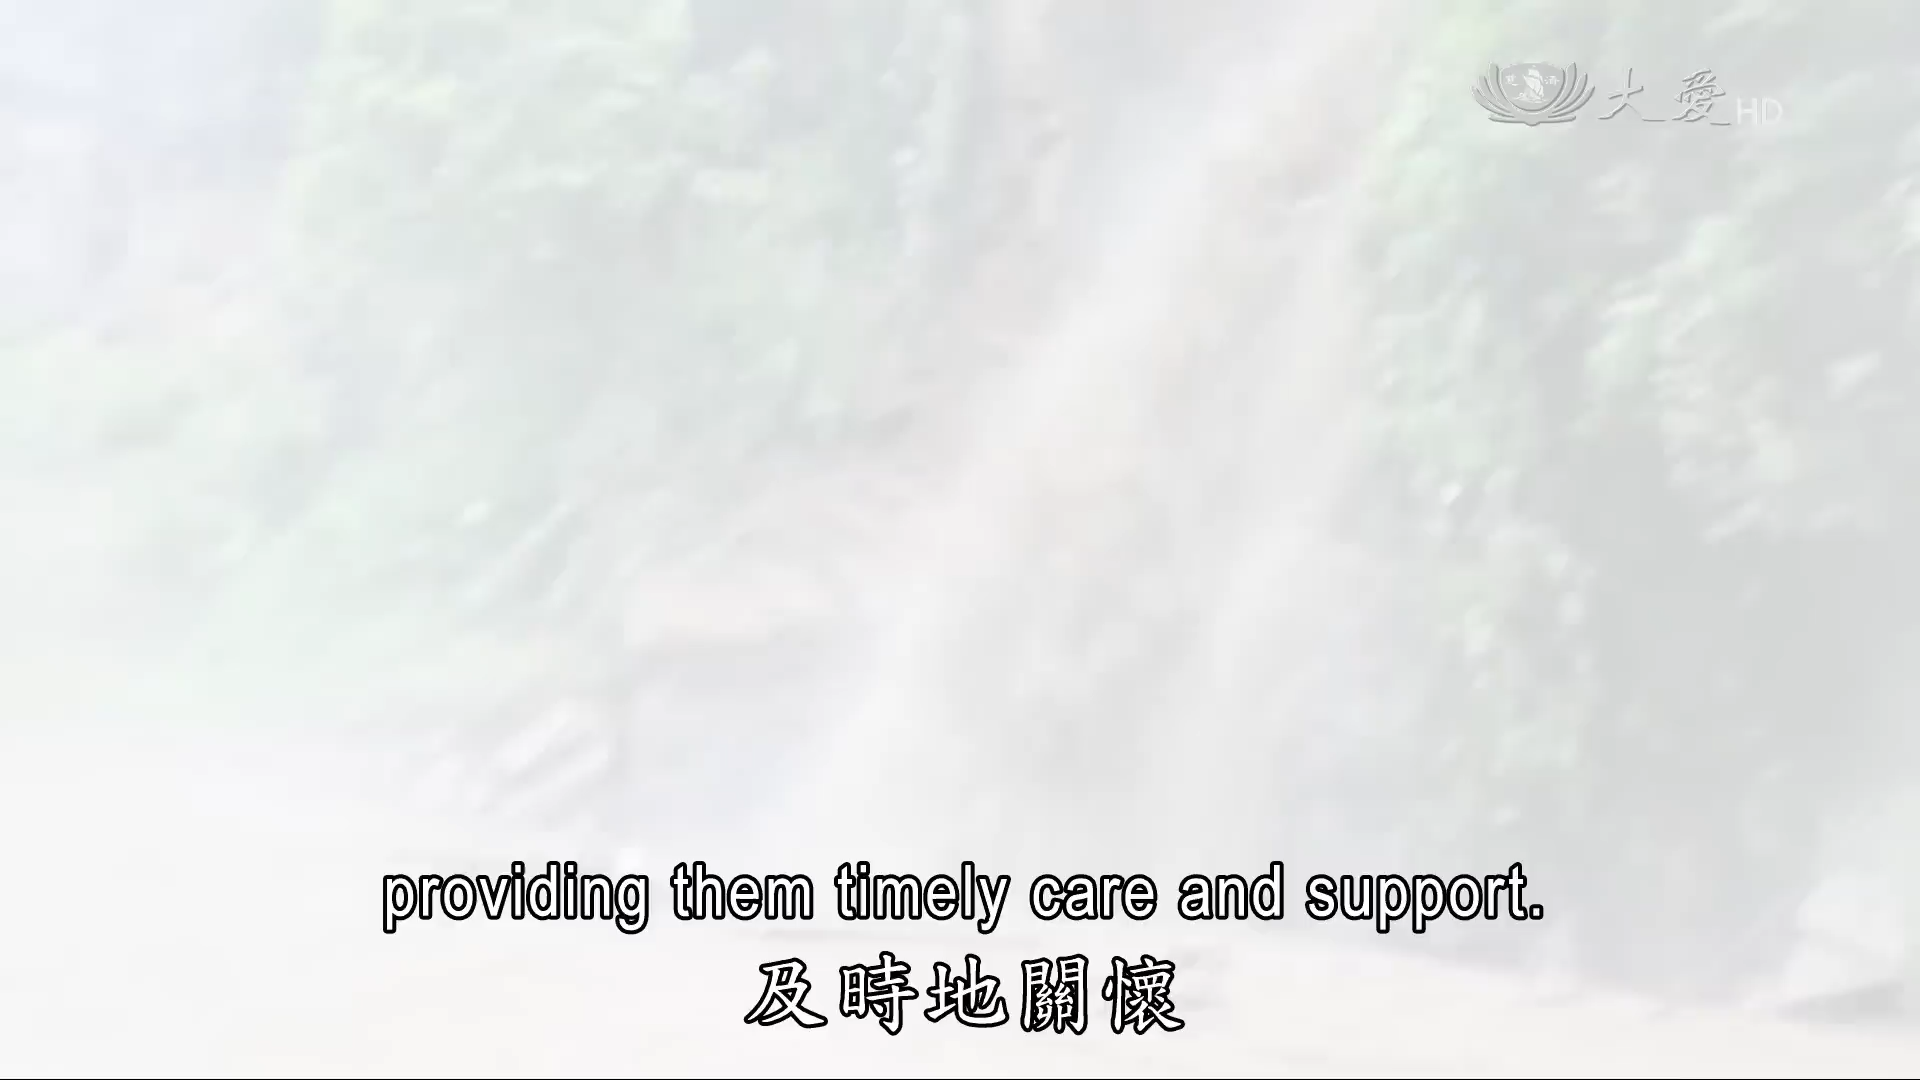 大愛HD
providing them timely care and support.
及時地關懷